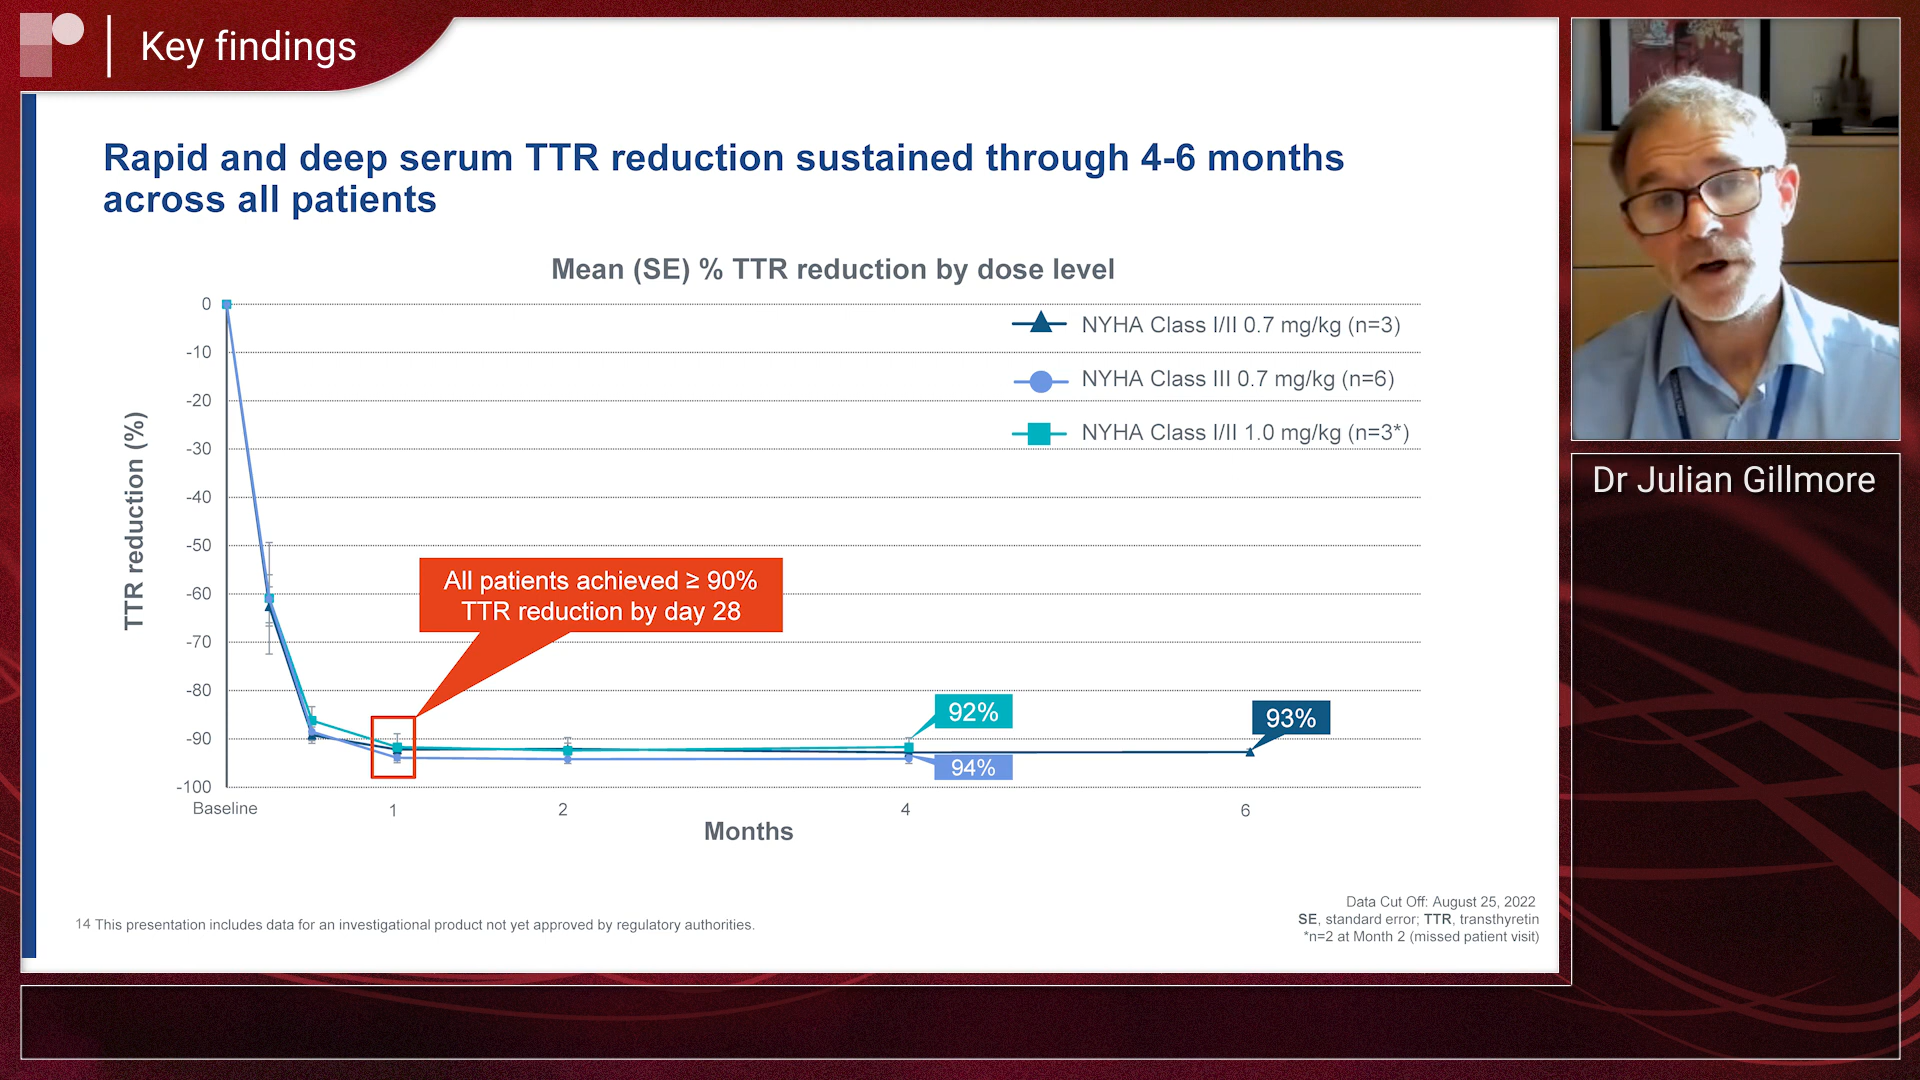 Key findings
Rapid and deep serum TTR reduction sustained through 4-6 months
across all patients
Mean (SE) % TTR reduction by dose level
NYHA Class I/II 0.7 mg/kg (n=3)
NYHA Class III 0.7 mg/kg (n=6)
NYHA Class I/II 1.0 mg/kg (n=3*)
TTR reduction (%)
0
-10
-20
-30
-40
-50
-60
-70
-80
-90
-100
All patients achieved ≥ 90%
TTR reduction by day 28
92%
94%
93%
Baseline
1
2
4
6
Months
Data Cut Off: August 25, 2022
SE, standard error; TTR, transthyretin
*n=2 at Month 2 (missed patient visit)
14 This presentation includes data for an investigational product not yet approved by regulatory authorities.
Dr Julian Gillmore